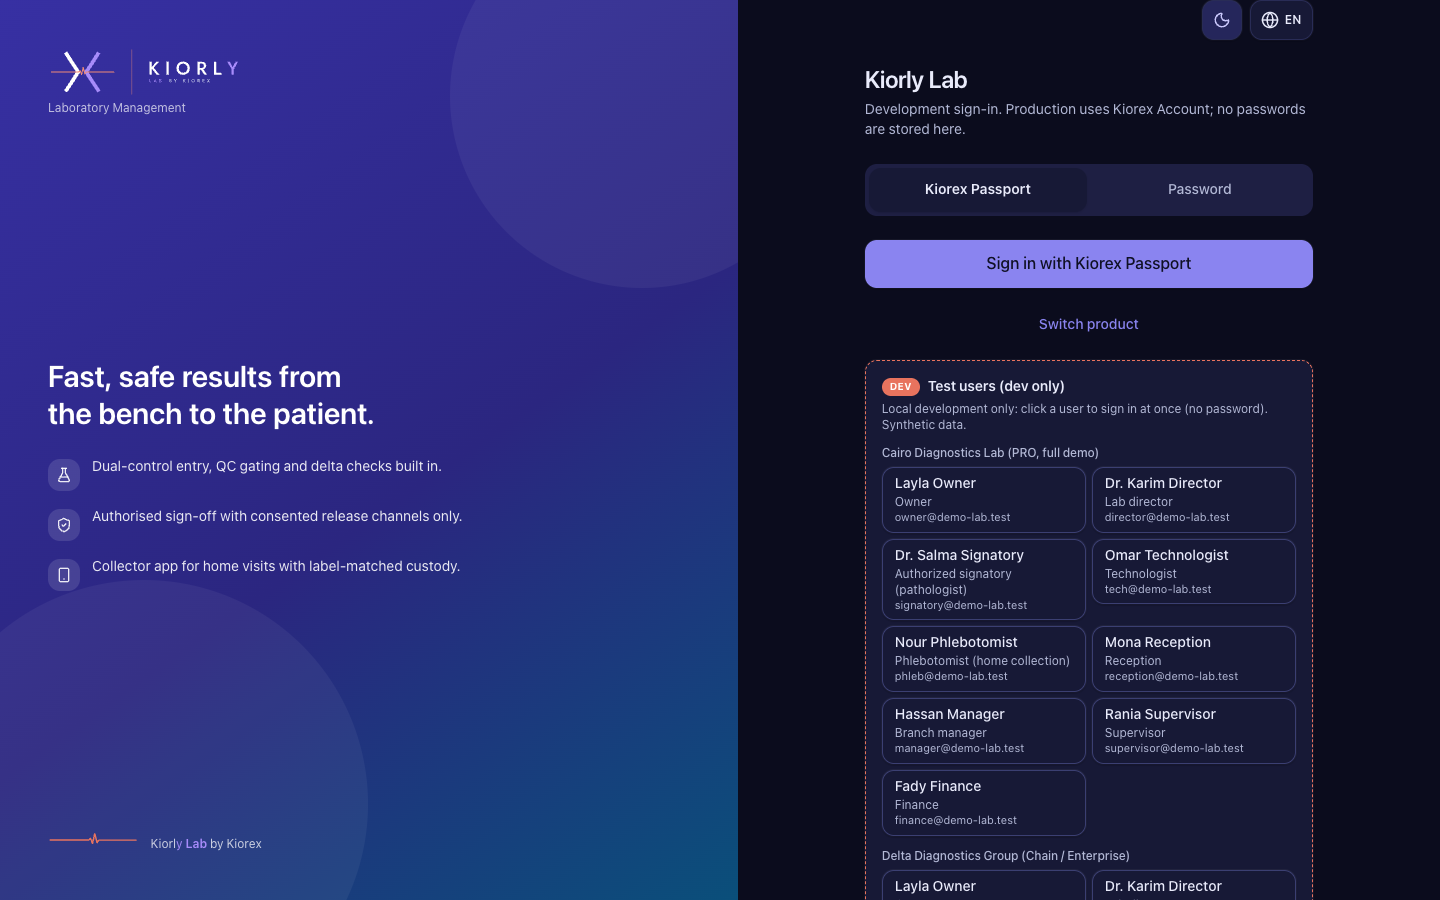 KIORLY
LAB BY KIOREX
Laboratory Management
Fast, safe results from
the bench to the patient.
Dual-control entry, QC gating and delta checks built in.
Authorised sign-off with consented release channels only.
Collector app for home visits with label-matched custody.
Kiorly Lab by Kiorex
EN
Kiorly Lab
Development sign-in. Production uses Kiorex Account; no passwords
are stored here.
Kiorex Passport
Password
Sign in with Kiorex Passport
Switch product
DEV Test users (dev only)
Local development only: click a user to sign in at once (no password).
Synthetic data.
Cairo Diagnostics Lab (PRO, full demo)
Layla Owner
Owner
owner@demo-lab.test
Dr. Karim Director
Lab director
director@demo-lab.test
Dr. Salma Signatory
Authorized signatory
(pathologist)
signatory@demo-lab.test
Omar Technologist
Technologist
tech@demo-lab.test
Nour Phlebotomist
Phlebotomist (home collection)
phleb@demo-lab.test
Mona Reception
Reception
reception@demo-lab.test
Hassan Manager
Branch manager
manager@demo-lab.test
Rania Supervisor
Supervisor
supervisor@demo-lab.test
Fady Finance
Finance
finance@demo-lab.test
Delta Diagnostics Group (Chain / Enterprise)
Layla Owner
Dr. Karim Director